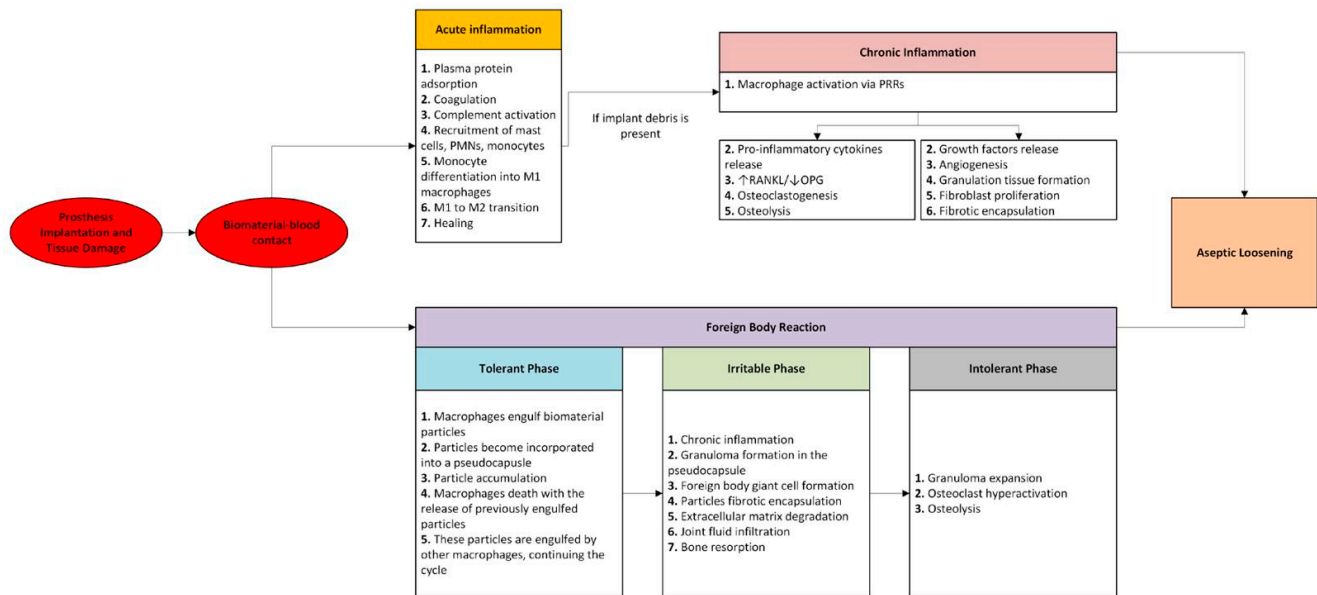 Prosthesis
Implantation and
Tissue Damage
Biomaterial-blood
contact
Acute inflammation
1. Plasma protein
adsorption
2. Coagulation
3. Complement activation
4. Recruitment of mast
cells, PMNs, monocytes
5. Monocyte
differentiation into M1
macrophages
6. M1 to M2 transition
7. Healing
If implant debris is
present
Chronic Inflammation
1. Macrophage activation via PRRs
2. Pro-inflammatory cytokines
release
3. ↑RANKL/↓OPG
4. Osteoclastogenesis
5. Osteolysis
2. Growth factors release
3. Angiogenesis
4. Granulation tissue formation
5. Fibroblast proliferation
6. Fibrotic encapsulation
Aseptic Loosening
Foreign Body Reaction
Tolerant Phase
1. Macrophages engulf biomaterial
particles
2. Particles become incorporated
into a pseudocapusle
3. Particle accumulation
4. Macrophages death with the
release of previously engulfed
particles
5. These particles are engulfed by
other macrophages, continuing the
cycle
Irritable Phase
1. Chronic inflammation
2. Granuloma formation in the
pseudocapsule
3. Foreign body giant cell formation
4. Particles fibrotic encapsulation
5. Extracellular matrix degradation
6. Joint fluid infiltration
7. Bone resorption
Intolerant Phase
1. Granuloma expansion
2. Osteoclast hyperactivation
3. Osteolysis